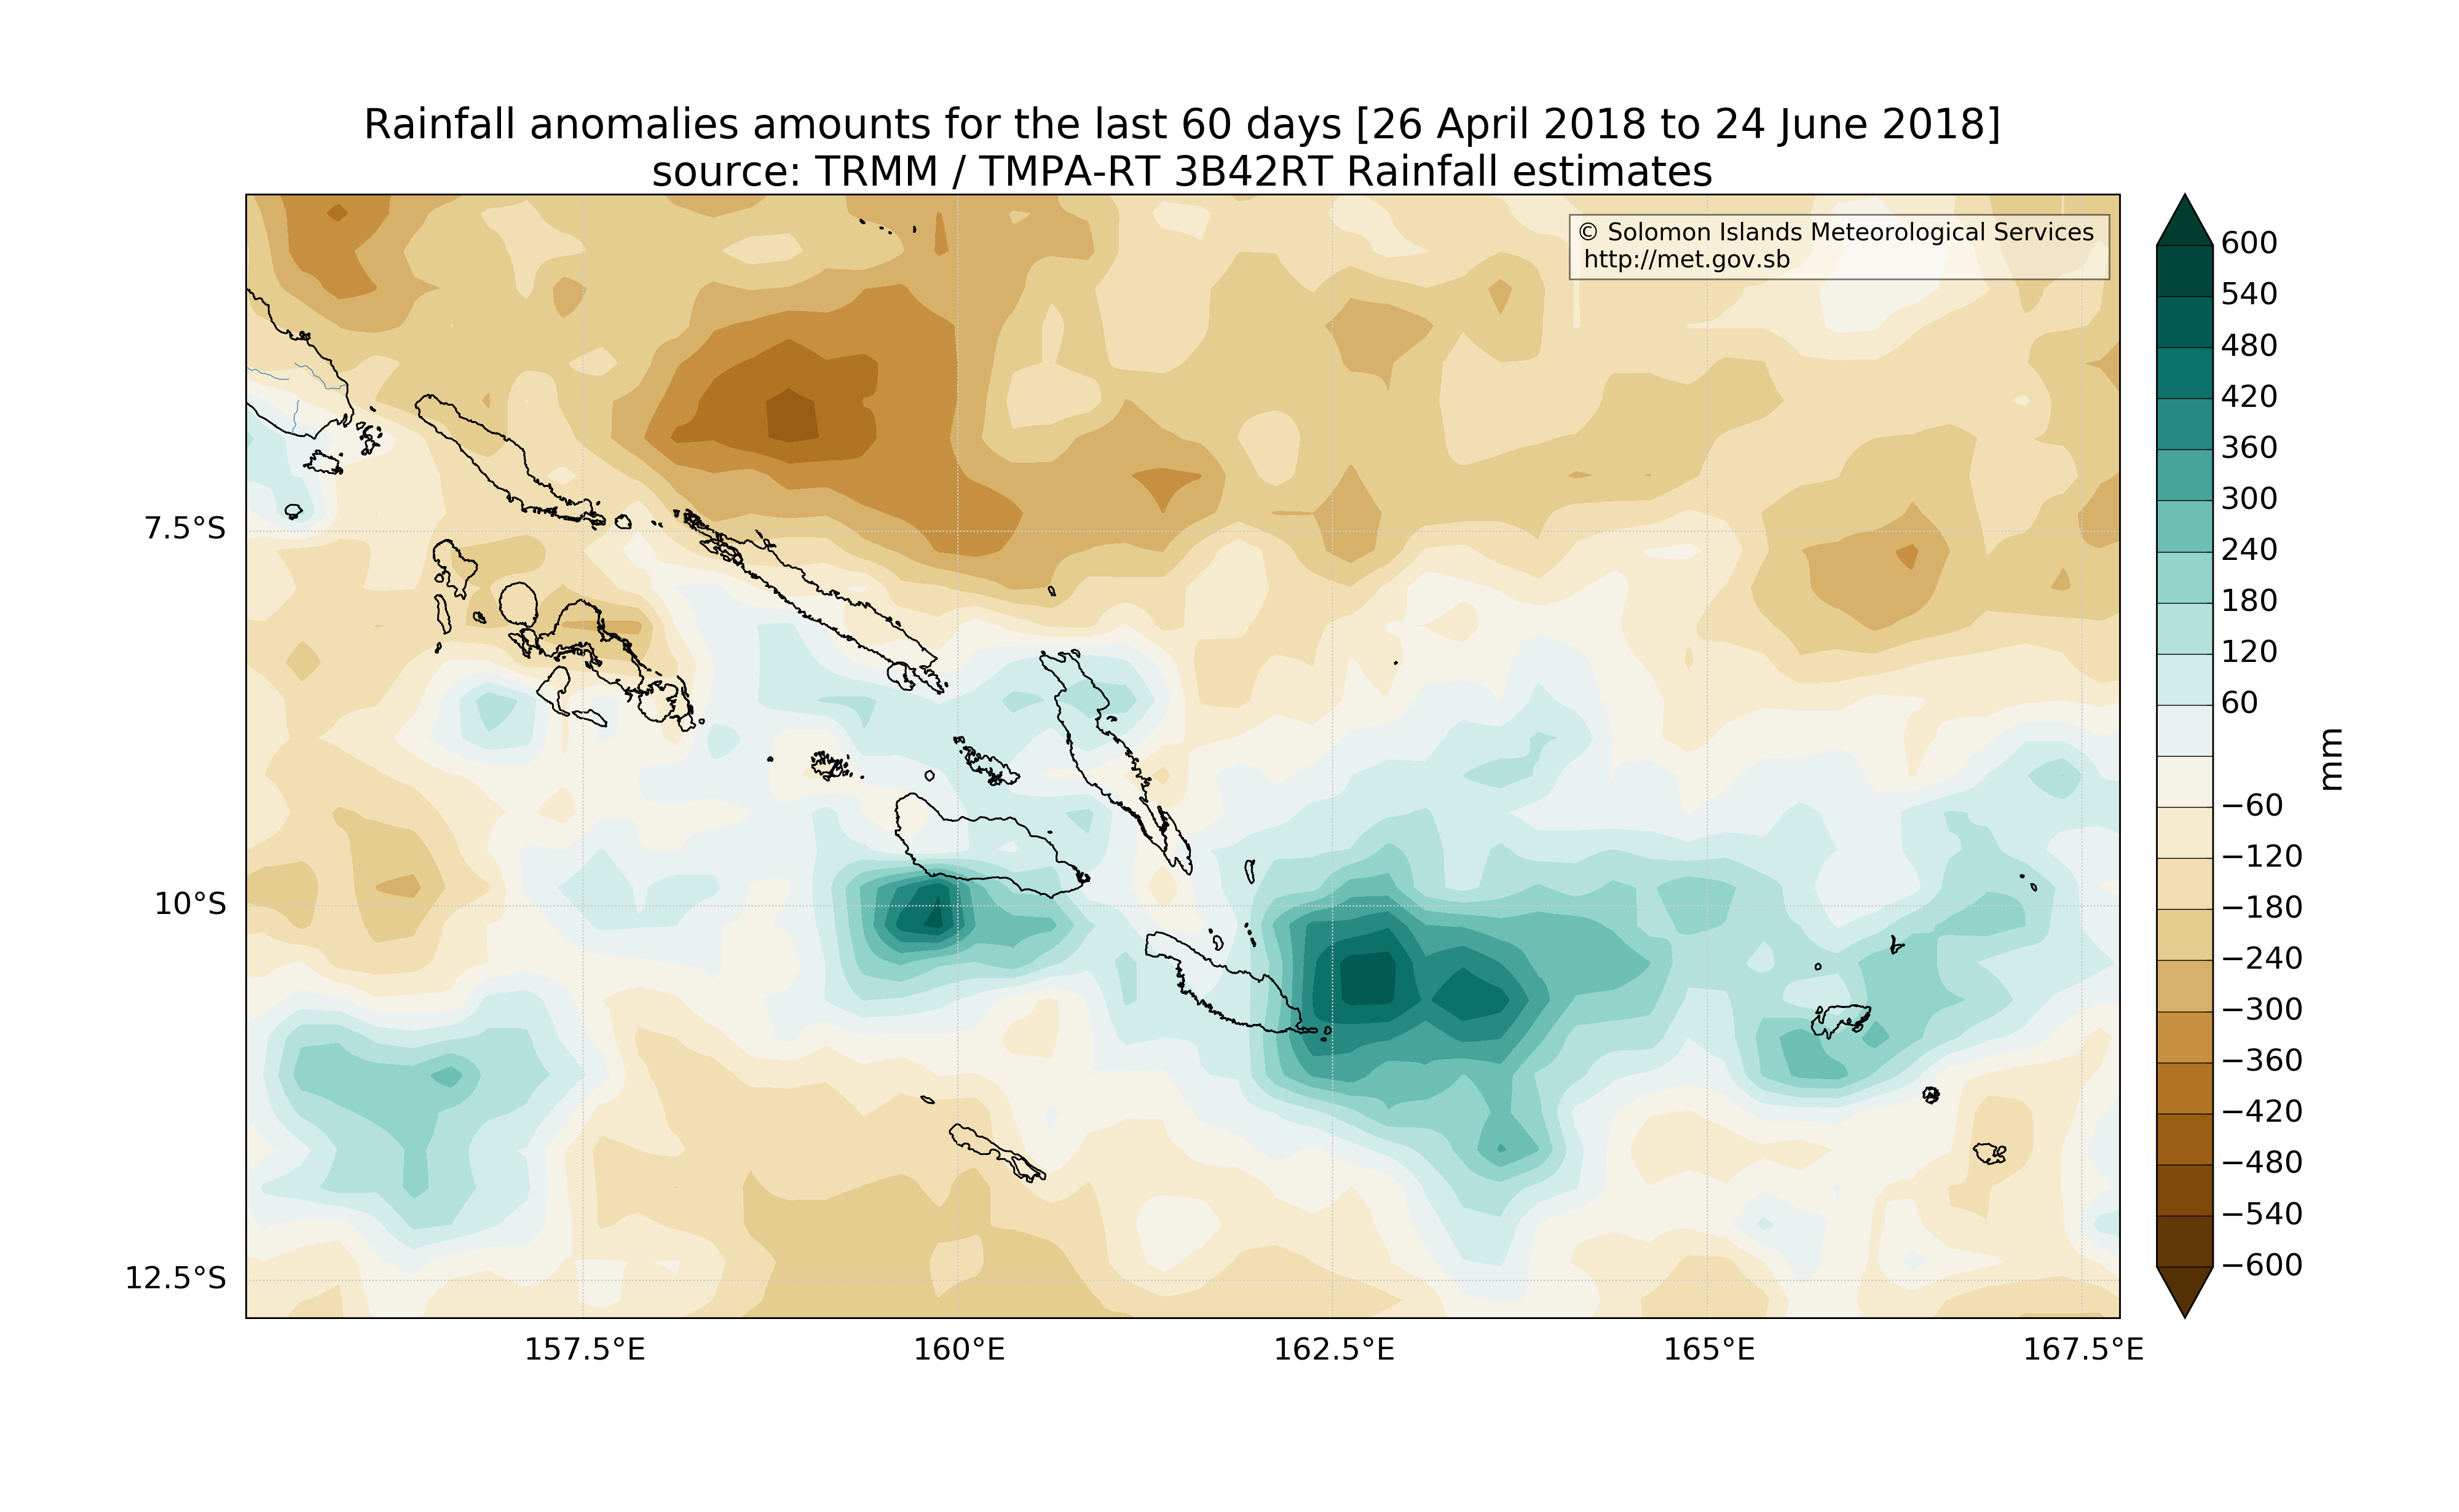 Rainfall anomalies amounts for the last 60 days [26 April 2018 to 24 June 2018]
source: TRMM / TMPA-RT 3B42RT Rainfall estimates
© Solomon Islands Meteorological Services
http://met.gov.sb
7.5°S
10°S
12.5°S
157.5°E
160°E
162.5°E
165°E
167.5°E
600
540
480
420
360
300
240
180
120
60
−60
−120
−180
−240
−300
−360
−420
−480
−540
−600
mm